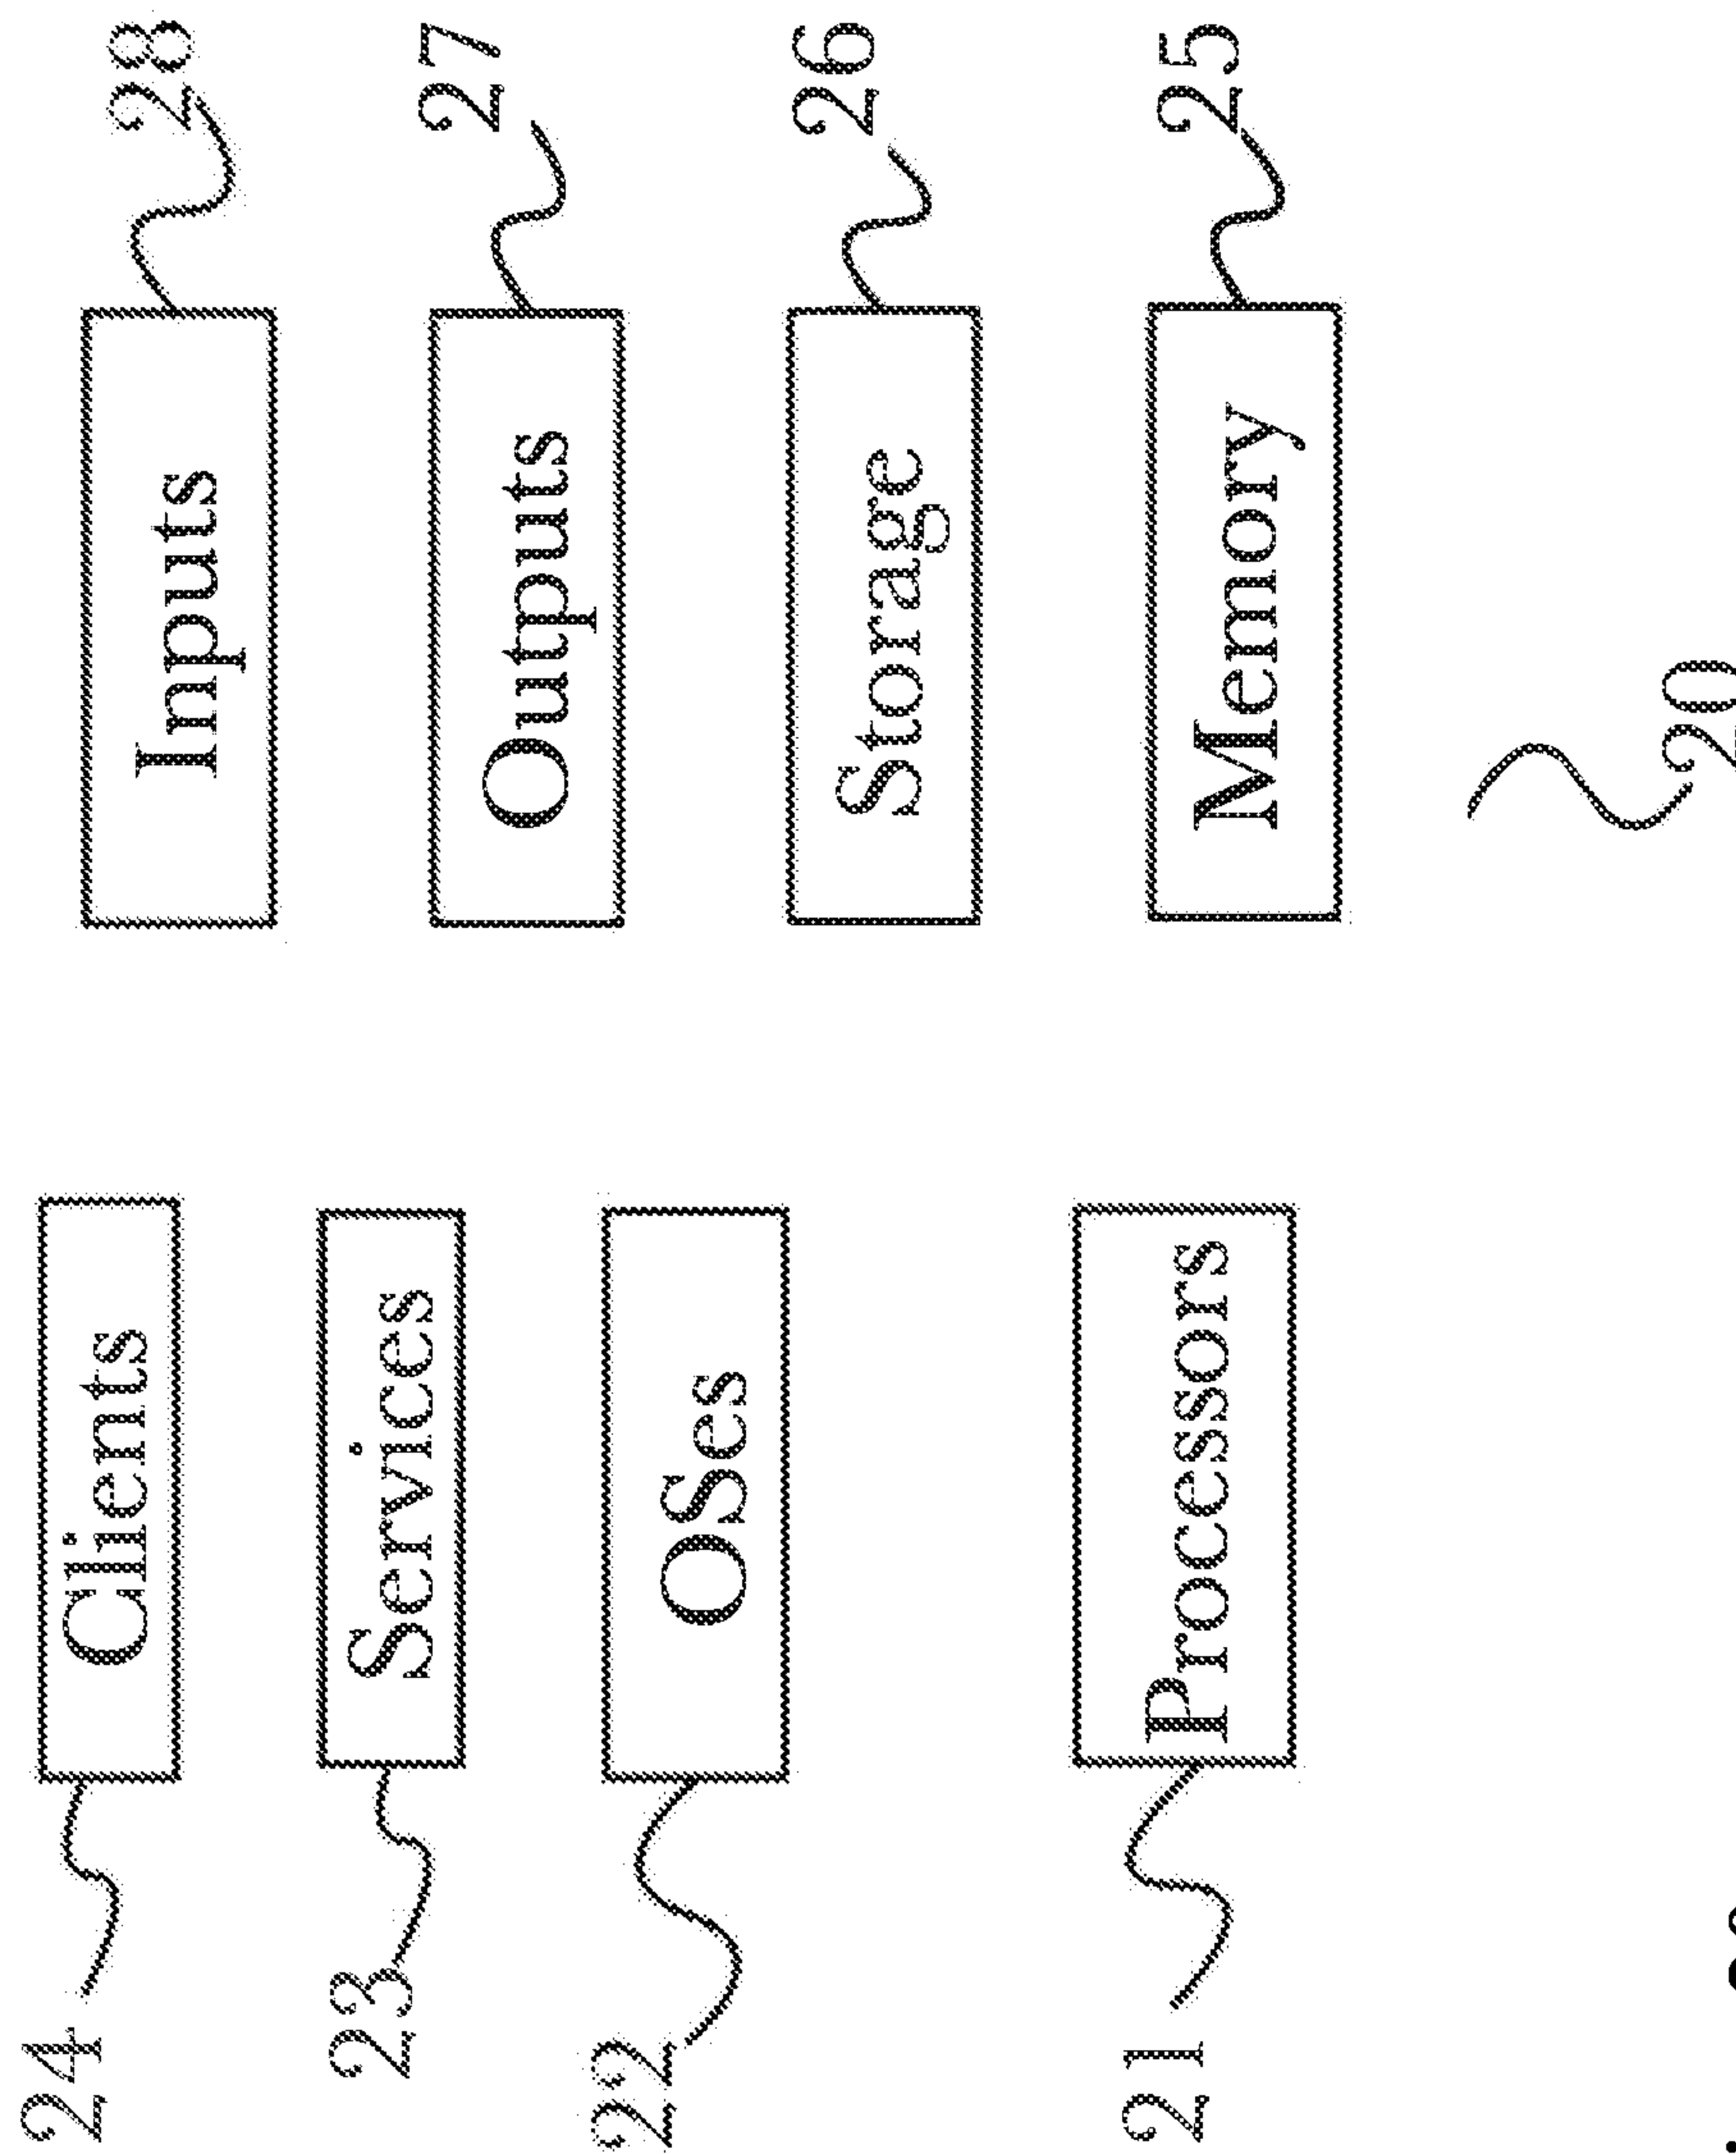 24 Clients Inputs 28
23 Services Outputs 27
22 OSes Storage 26
21 Processors Memory 25
20